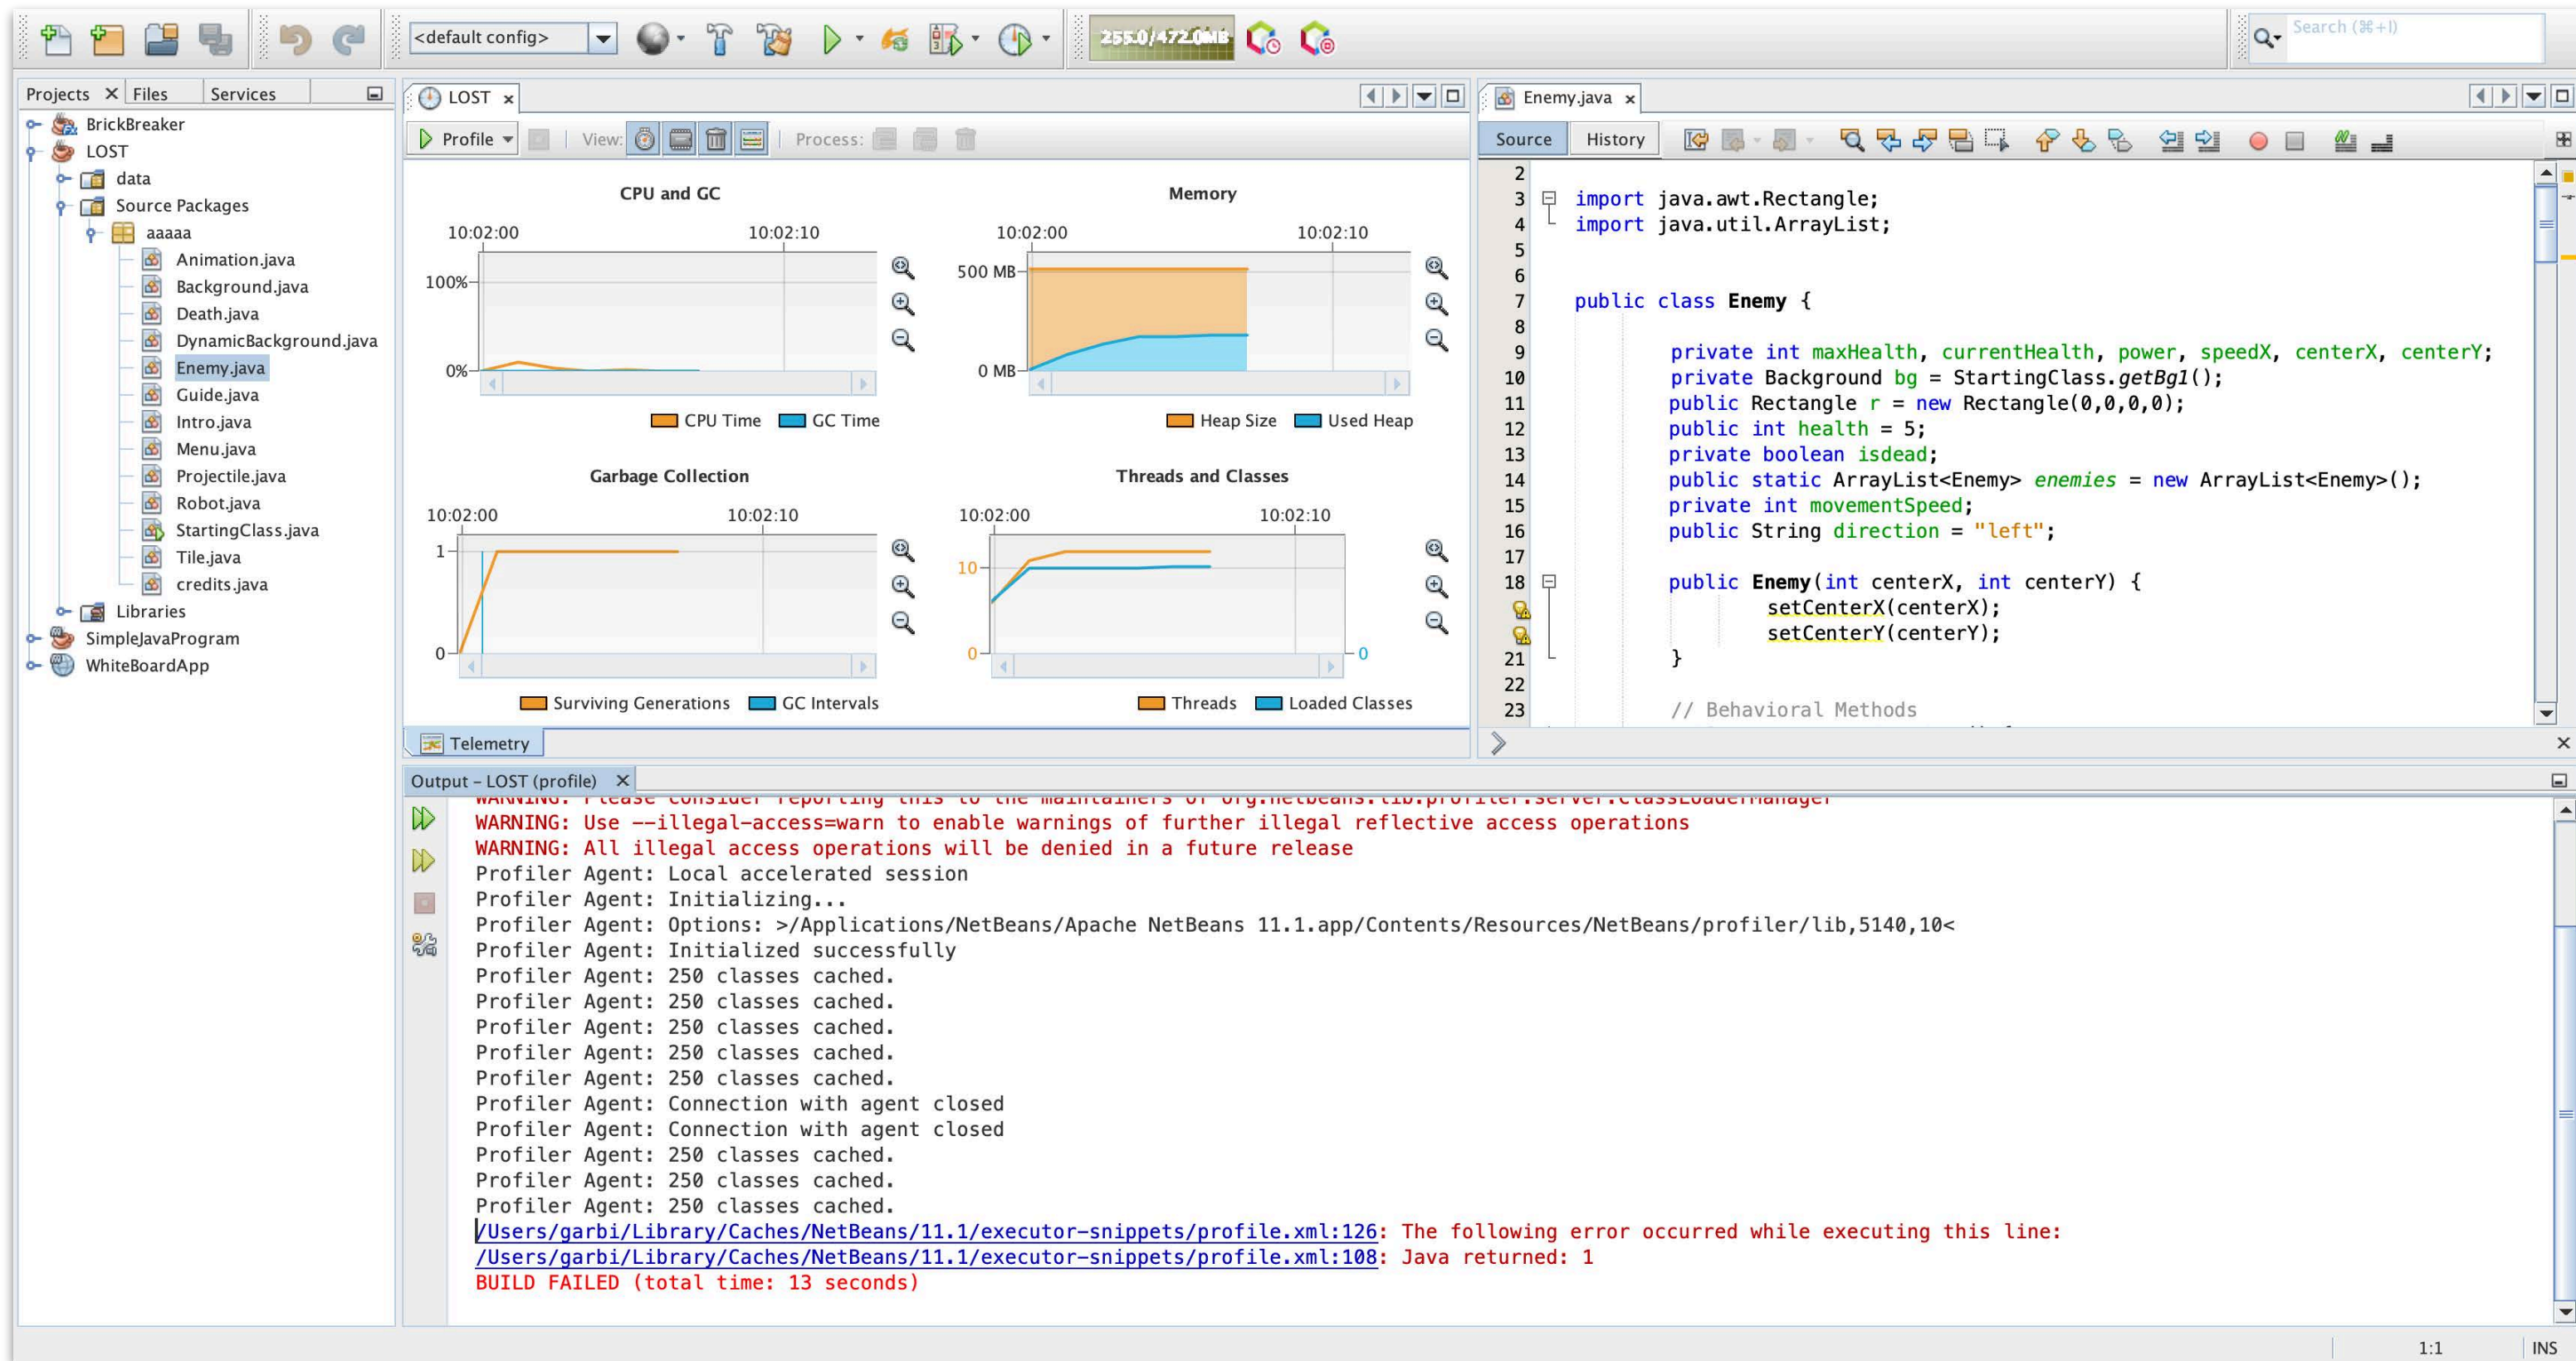 <default config>
255.0/472.0MB
Search (⌘+I)
Projects
Files
Services
BrickBreaker
LOST
data
Source Packages
aaaaa
Animation.java
Background.java
Death.java
DynamicBackground.java
Enemy.java
Guide.java
Intro.java
Menu.java
Projectile.java
Robot.java
StartingClass.java
Tile.java
credits.java
Libraries
SimpleJavaProgram
WhiteBoardApp
LOST
Profile
View:
Process:
CPU and GC
10:02:00 10:02:10
100%
0%
CPU Time GC Time
Memory
10:02:00 10:02:10
500 MB
0 MB
Heap Size Used Heap
Garbage Collection
10:02:00 10:02:10
1
0
Surviving Generations GC Intervals
Threads and Classes
10:02:00 10:02:10
10
0 0
Threads Loaded Classes
Telemetry
Enemy.java
Source History
2
3 import java.awt.Rectangle;
4 import java.util.ArrayList;
5
6
7 public class Enemy {
8
9 private int maxHealth, currentHealth, power, speedX, centerX, centerY;
10 private Background bg = StartingClass.getBg1();
11 public Rectangle r = new Rectangle(0,0,0,0);
12 public int health = 5;
13 private boolean isdead;
14 public static ArrayList<Enemy> enemies = new ArrayList<Enemy>();
15 private int movementSpeed;
16 public String direction = "left";
17
18 public Enemy(int centerX, int centerY) {
setCenterX(centerX);
setCenterY(centerY);
21 }
22
23 // Behavioral Methods
Output – LOST (profile)
WARNING: Please consider reporting this to the maintainers of org.netbeans.lib.profiler.server.ClassLoaderManager
WARNING: Use --illegal-access=warn to enable warnings of further illegal reflective access operations
WARNING: All illegal access operations will be denied in a future release
Profiler Agent: Local accelerated session
Profiler Agent: Initializing...
Profiler Agent: Options: >/Applications/NetBeans/Apache NetBeans 11.1.app/Contents/Resources/NetBeans/profiler/lib,5140,10<
Profiler Agent: Initialized successfully
Profiler Agent: 250 classes cached.
Profiler Agent: 250 classes cached.
Profiler Agent: 250 classes cached.
Profiler Agent: 250 classes cached.
Profiler Agent: 250 classes cached.
Profiler Agent: Connection with agent closed
Profiler Agent: Connection with agent closed
Profiler Agent: 250 classes cached.
Profiler Agent: 250 classes cached.
Profiler Agent: 250 classes cached.
/Users/garbi/Library/Caches/NetBeans/11.1/executor-snippets/profile.xml:126: The following error occurred while executing this line:
/Users/garbi/Library/Caches/NetBeans/11.1/executor-snippets/profile.xml:108: Java returned: 1
BUILD FAILED (total time: 13 seconds)
1:1 INS